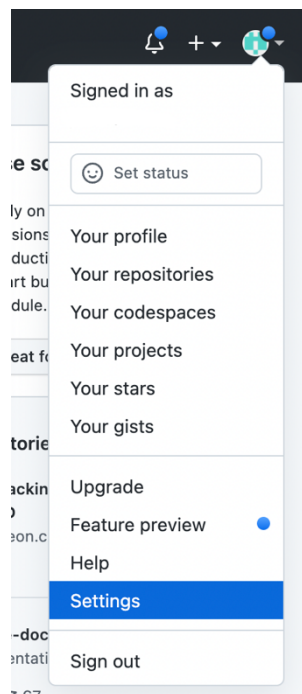 Signed in as
Set status
Your profile
Your repositories
Your codespaces
Your projects
Your stars
Your gists
Upgrade
Feature preview
Help
Settings
Sign out